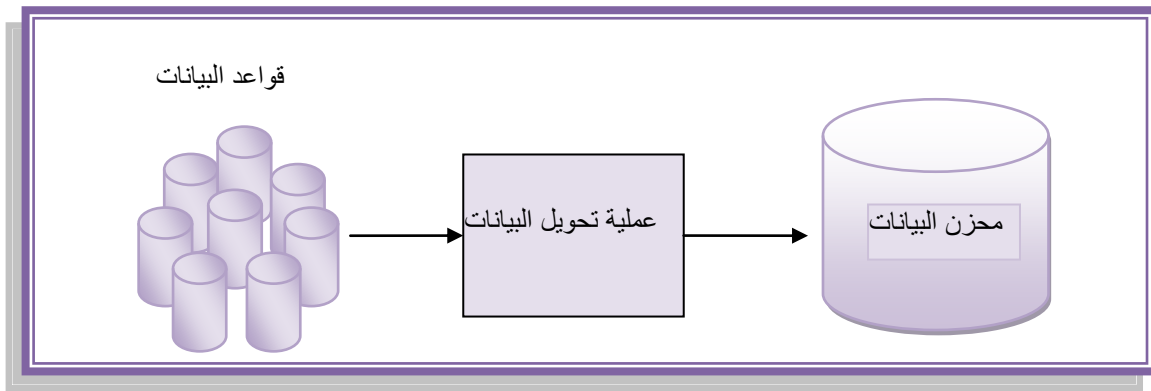 قواعد البيانات
عملية تحويل البيانات
محزن البيانات